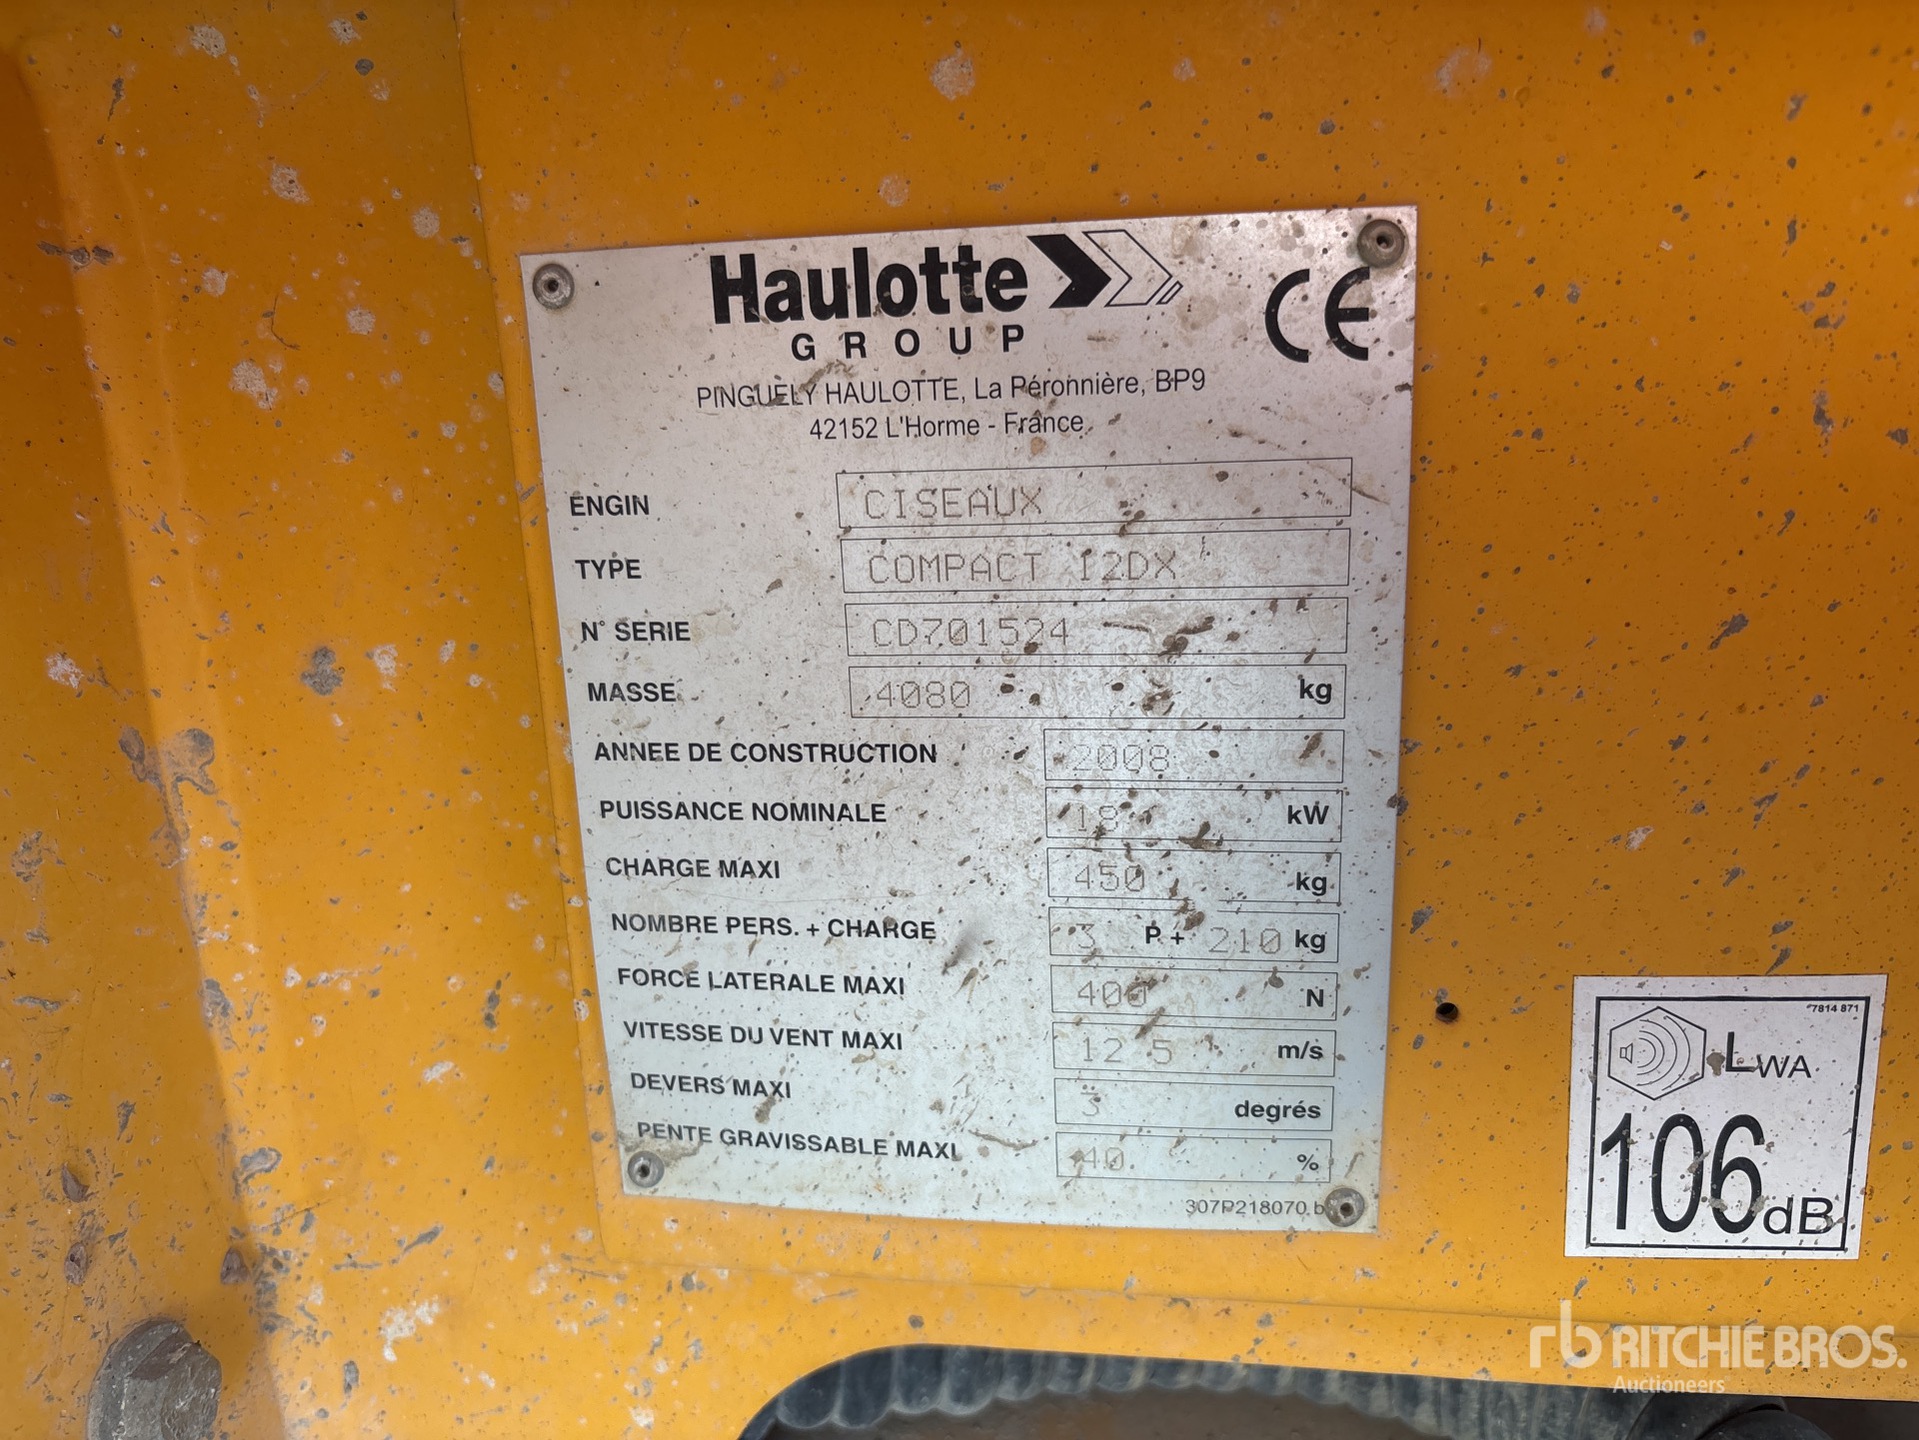 Haulotte
GROUP
CE
PINGUELY HAULOTTE, La Péronnière, BP9
42152 L'Horme - France
ENGIN CISEAUX
TYPE COMPACT 12DX
N° SERIE CD701524
MASSE 4080 kg
ANNEE DE CONSTRUCTION 2008
PUISSANCE NOMINALE 18 kW
CHARGE MAXI 450 kg
NOMBRE PERS. + CHARGE 3 P + 210 kg
FORCE LATERALE MAXI 400 N
VITESSE DU VENT MAXI 12 5 m/s
DEVERS MAXI 3 degrés
PENTE GRAVISSABLE MAXI 40 %
307P218070 b
7814 871
LWA
106 dB
rb RITCHIE BROS.
Auctioneers